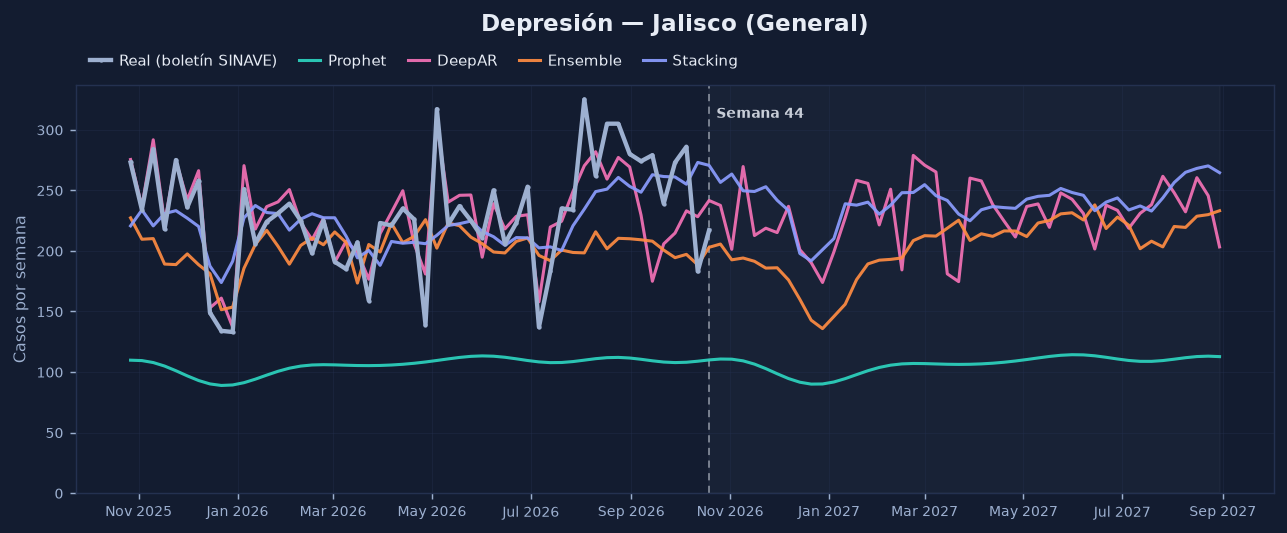 Depresión — Jalisco (General)
Real (boletín SINAVE) Prophet DeepAR Ensemble Stacking
Semana 44
Casos por semana
300
250
200
150
100
50
0
Nov 2025 Jan 2026 Mar 2026 May 2026 Jul 2026 Sep 2026 Nov 2026 Jan 2027 Mar 2027 May 2027 Jul 2027 Sep 2027